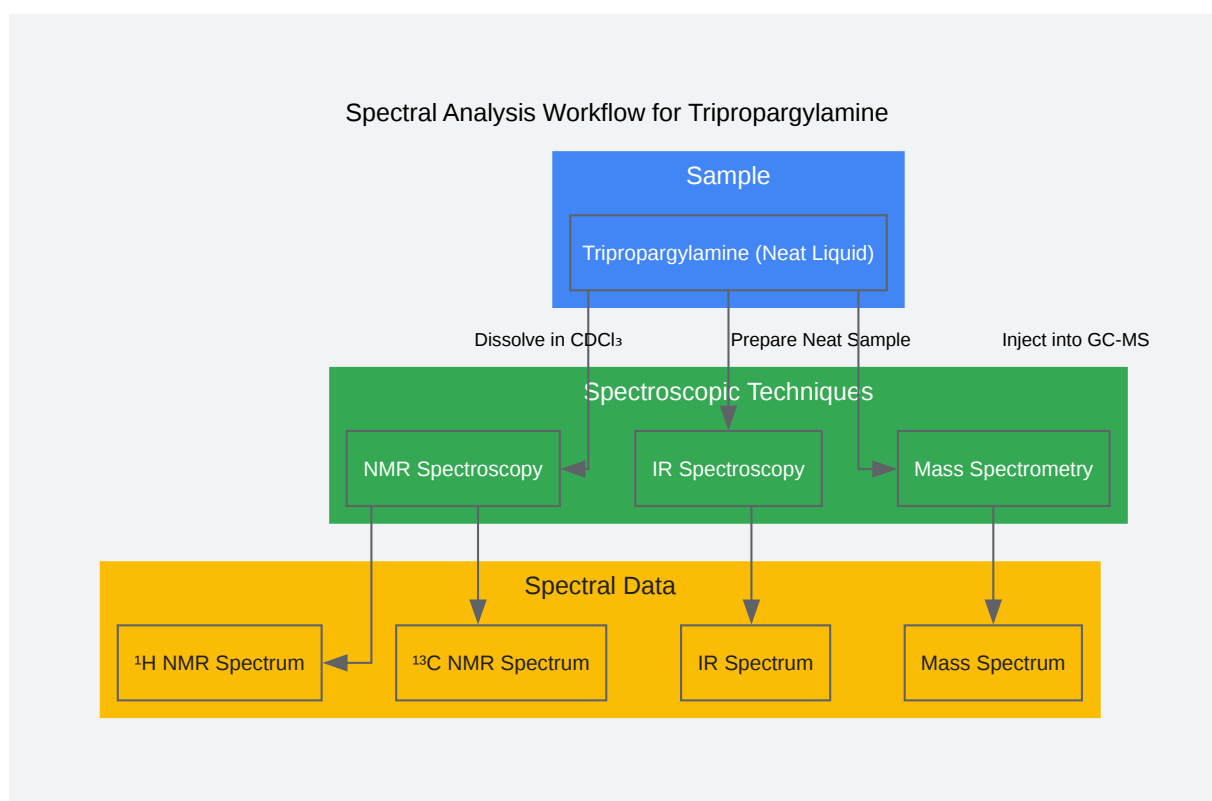 Spectral Analysis Workflow for Tripropargylamine
Sample
Tripropargylamine (Neat Liquid)
Dissolve in CDCl₃
Prepare Neat Sample
Inject into GC-MS
Spectroscopic Techniques
NMR Spectroscopy
IR Spectroscopy
Mass Spectrometry
Spectral Data
¹H NMR Spectrum
¹³C NMR Spectrum
IR Spectrum
Mass Spectrum